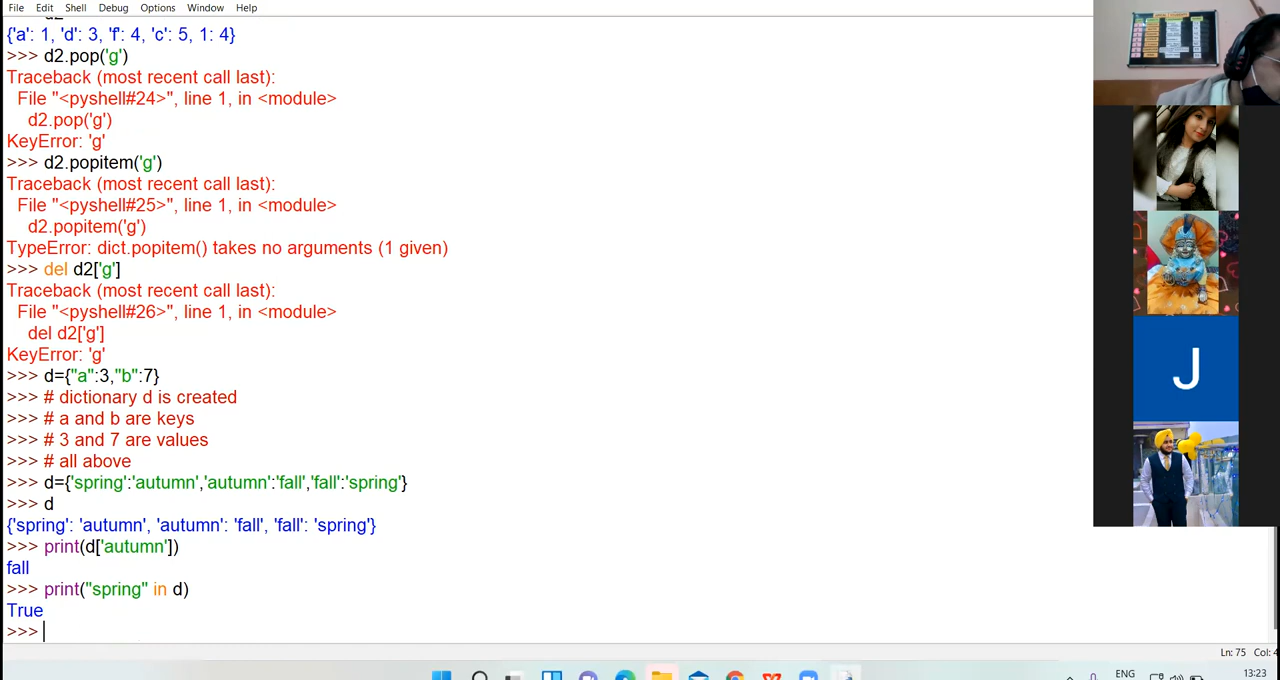 File Edit Shell Debug Options Window Help
{'a': 1, 'd': 3, 'f': 4, 'c': 5, 1: 4}
>>> d2.pop('g')
Traceback (most recent call last):
File "<pyshell#24>", line 1, in <module>
d2.pop('g')
KeyError: 'g'
>>> d2.popitem('g')
Traceback (most recent call last):
File "<pyshell#25>", line 1, in <module>
d2.popitem('g')
TypeError: dict.popitem() takes no arguments (1 given)
>>> del d2['g']
Traceback (most recent call last):
File "<pyshell#26>", line 1, in <module>
del d2['g']
KeyError: 'g'
>>> d={"a":3,"b":7}
>>> # dictionary d is created
>>> # a and b are keys
>>> # 3 and 7 are values
>>> # all above
>>> d={'spring':'autumn','autumn':'fall','fall':'spring'}
>>> d
{'spring': 'autumn', 'autumn': 'fall', 'fall': 'spring'}
>>> print(d['autumn'])
fall
>>> print("spring" in d)
True
>>>
J
Ln: 75 Col: 4
ENG
13:23